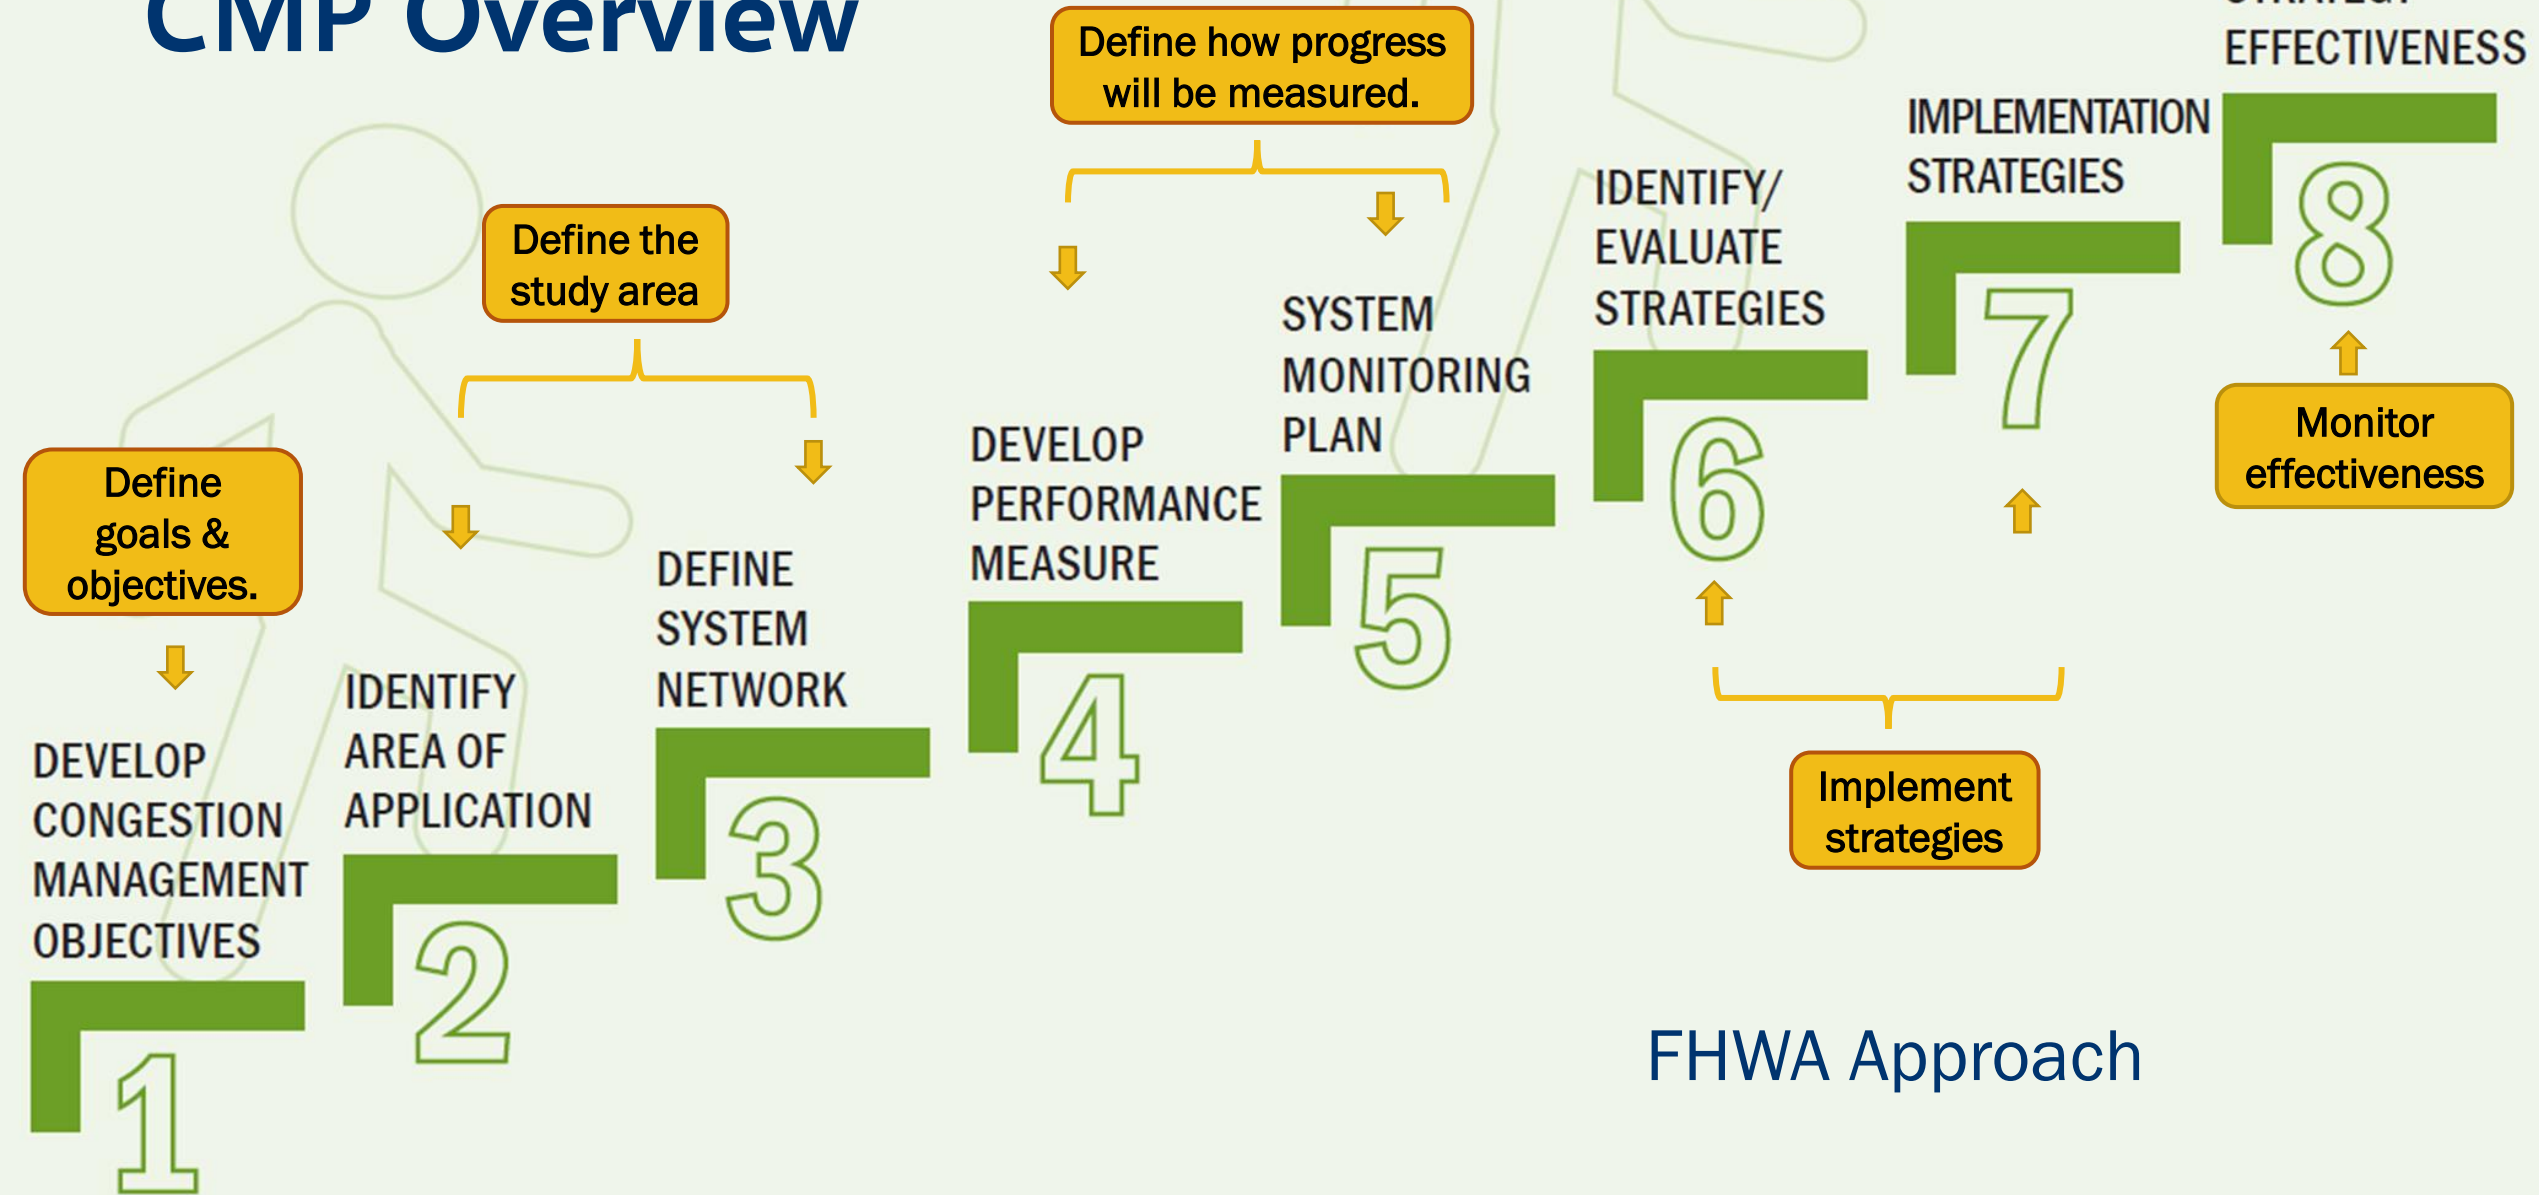 CMP Overview
Define
goals &
objectives.
DEVELOP
CONGESTION
MANAGEMENT
OBJECTIVES
1
Define the
study area
IDENTIFY
AREA OF
APPLICATION
2
DEFINE
SYSTEM
NETWORK
3
Define how progress
will be measured.
DEVELOP
PERFORMANCE
MEASURE
4
SYSTEM
MONITORING
PLAN
5
IDENTIFY/
EVALUATE
STRATEGIES
6
IMPLEMENTATION
STRATEGIES
7
Implement
strategies
STRATEGY
EFFECTIVENESS
8
Monitor
effectiveness
FHWA Approach